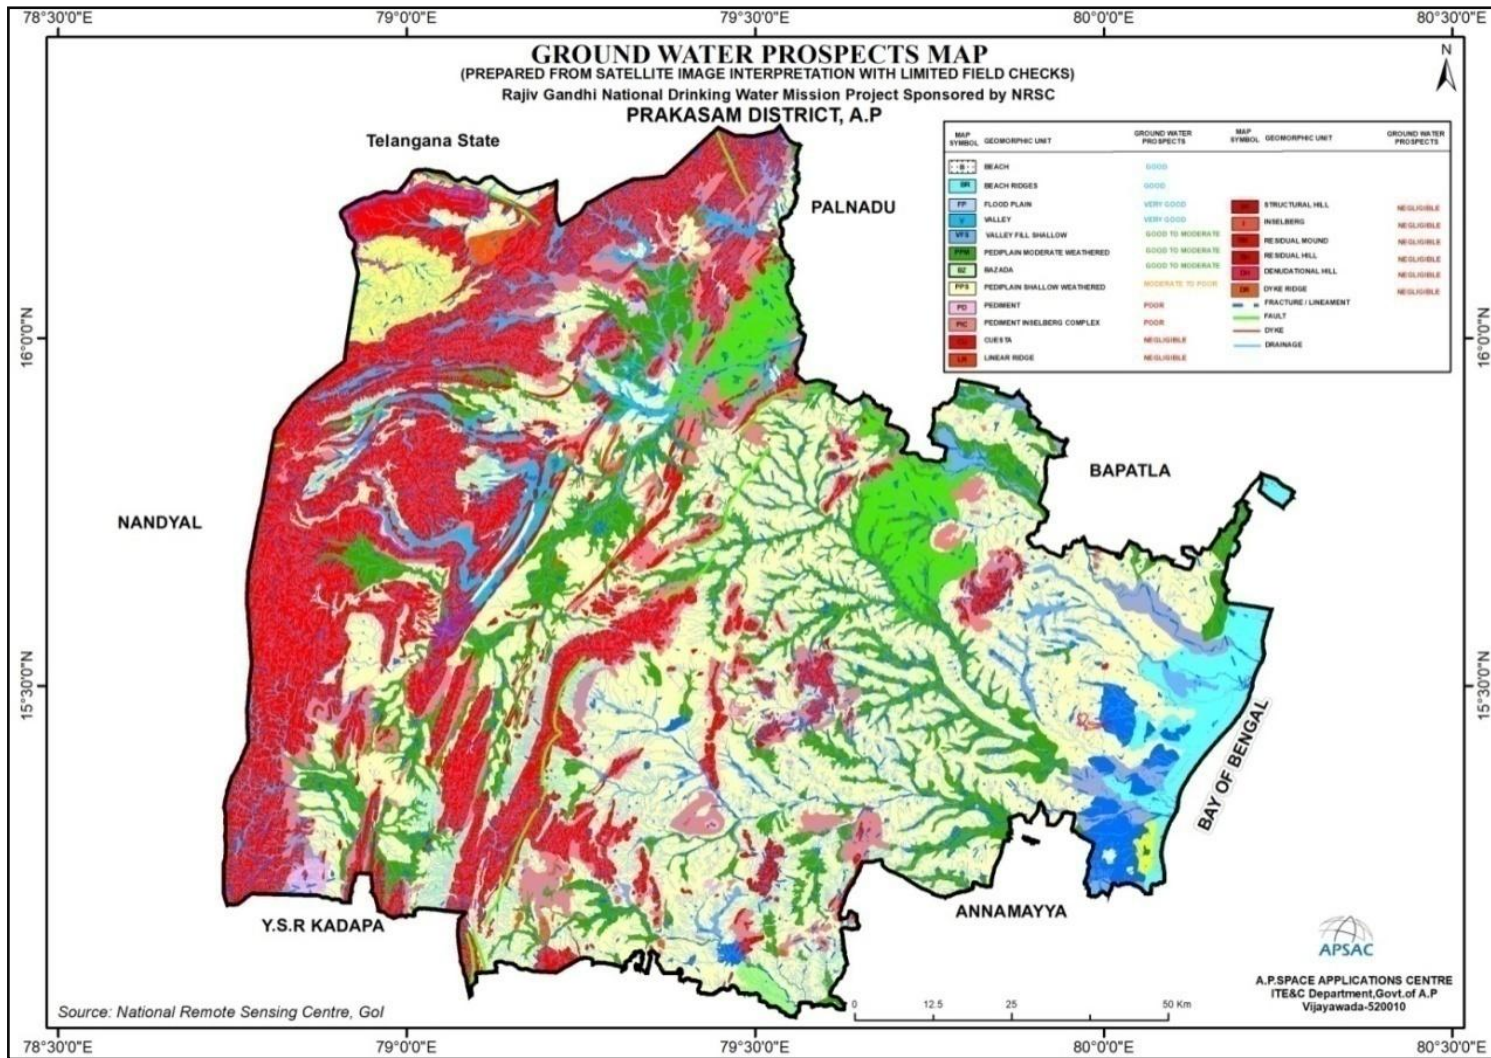 78°30'0"E 79°0'0"E 79°30'0"E 80°0'0"E 80°30'0"E
GROUND WATER PROSPECTS MAP
(PREPARED FROM SATELLITE IMAGE INTERPRETATION WITH LIMITED FIELD CHECKS)
Rajiv Gandhi National Drinking Water Mission Project Sponsored by NRSC
PRAKASAM DISTRICT, A.P
N
Telangana State
PALNADU
MAP SYMBOL GEOMORPHIC UNIT GROUND WATER PROSPECTS MAP SYMBOL GEOMORPHIC UNIT GROUND WATER PROSPECTS
B BEACH GOOD
BR BEACH RIDGES GOOD
FP FLOOD PLAIN VERY GOOD STRUCTURAL HILL NEGLIGIBLE
V VALLEY VERY GOOD I INSELBERG NEGLIGIBLE
VFS VALLEY FILL SHALLOW GOOD TO MODERATE RESIDUAL MOUND NEGLIGIBLE
PPM PEDIPLAIN MODERATE WEATHERED GOOD TO MODERATE RESIDUAL HILL NEGLIGIBLE
BZ BAZADA GOOD TO MODERATE DH DENUDATIONAL HILL NEGLIGIBLE
PPS PEDIPLAIN SHALLOW WEATHERED MODERATE TO POOR DR DYKE RIDGE NEGLIGIBLE
PD PEDIMENT POOR FRACTURE / LINEAMENT
PIC PEDIMENT INSELBERG COMPLEX POOR FAULT
CU CUESTA NEGLIGIBLE DYKE
LR LINEAR RIDGE NEGLIGIBLE DRAINAGE
16°0'0"N 16°0'0"N
BAPATLA
NANDYAL
15°30'0"N 15°30'0"N
BAY OF BENGAL
ANNAMAYYA
Y.S.R KADAPA
APSAC
A.P.SPACE APPLICATIONS CENTRE
ITE&C Department,Govt.of A.P
Vijayawada-520010
0 12.5 25 50 Km
Source: National Remote Sensing Centre, GoI
78°30'0"E 79°0'0"E 79°30'0"E 80°0'0"E 80°30'0"E